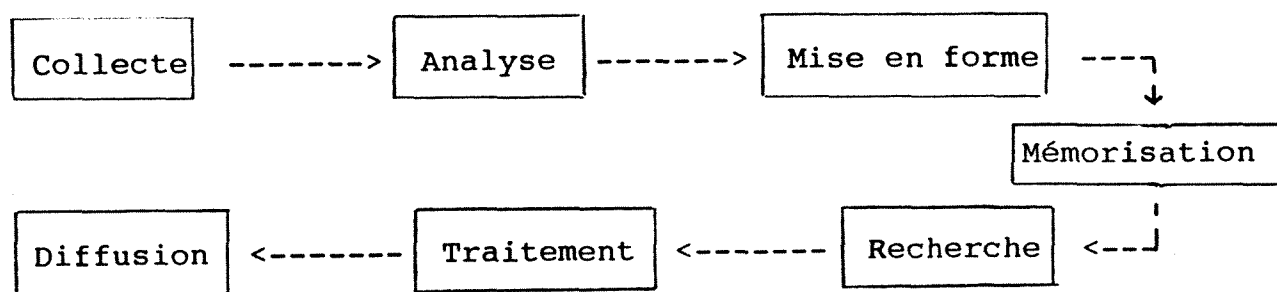 Collecte -------> Analyse -------> Mise en forme ----
Mémorisation
Diffusion <------- Traitement <------- Recherche <---